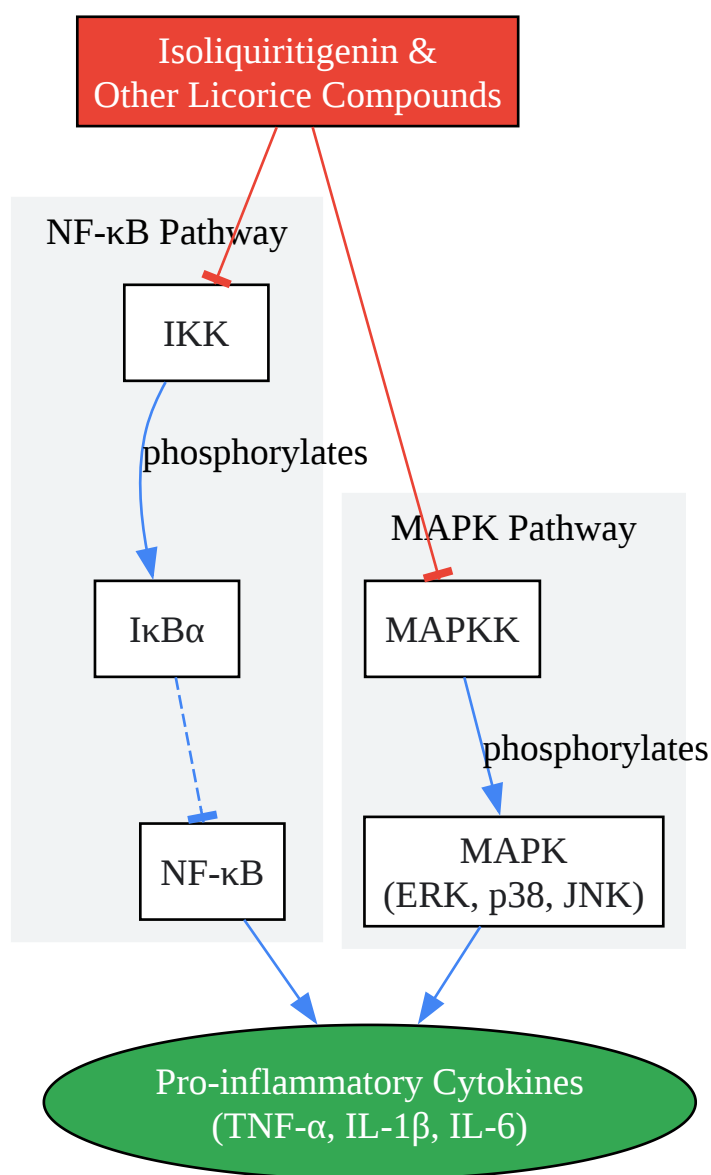 Isoliquiritigenin &
Other Licorice Compounds
NF-κB Pathway
IKK
phosphorylates
MAPK Pathway
IκBα
MAPKK
phosphorylates
NF-κB
MAPK
(ERK, p38, JNK)
Pro-inflammatory Cytokines
(TNF-α, IL-1β, IL-6)